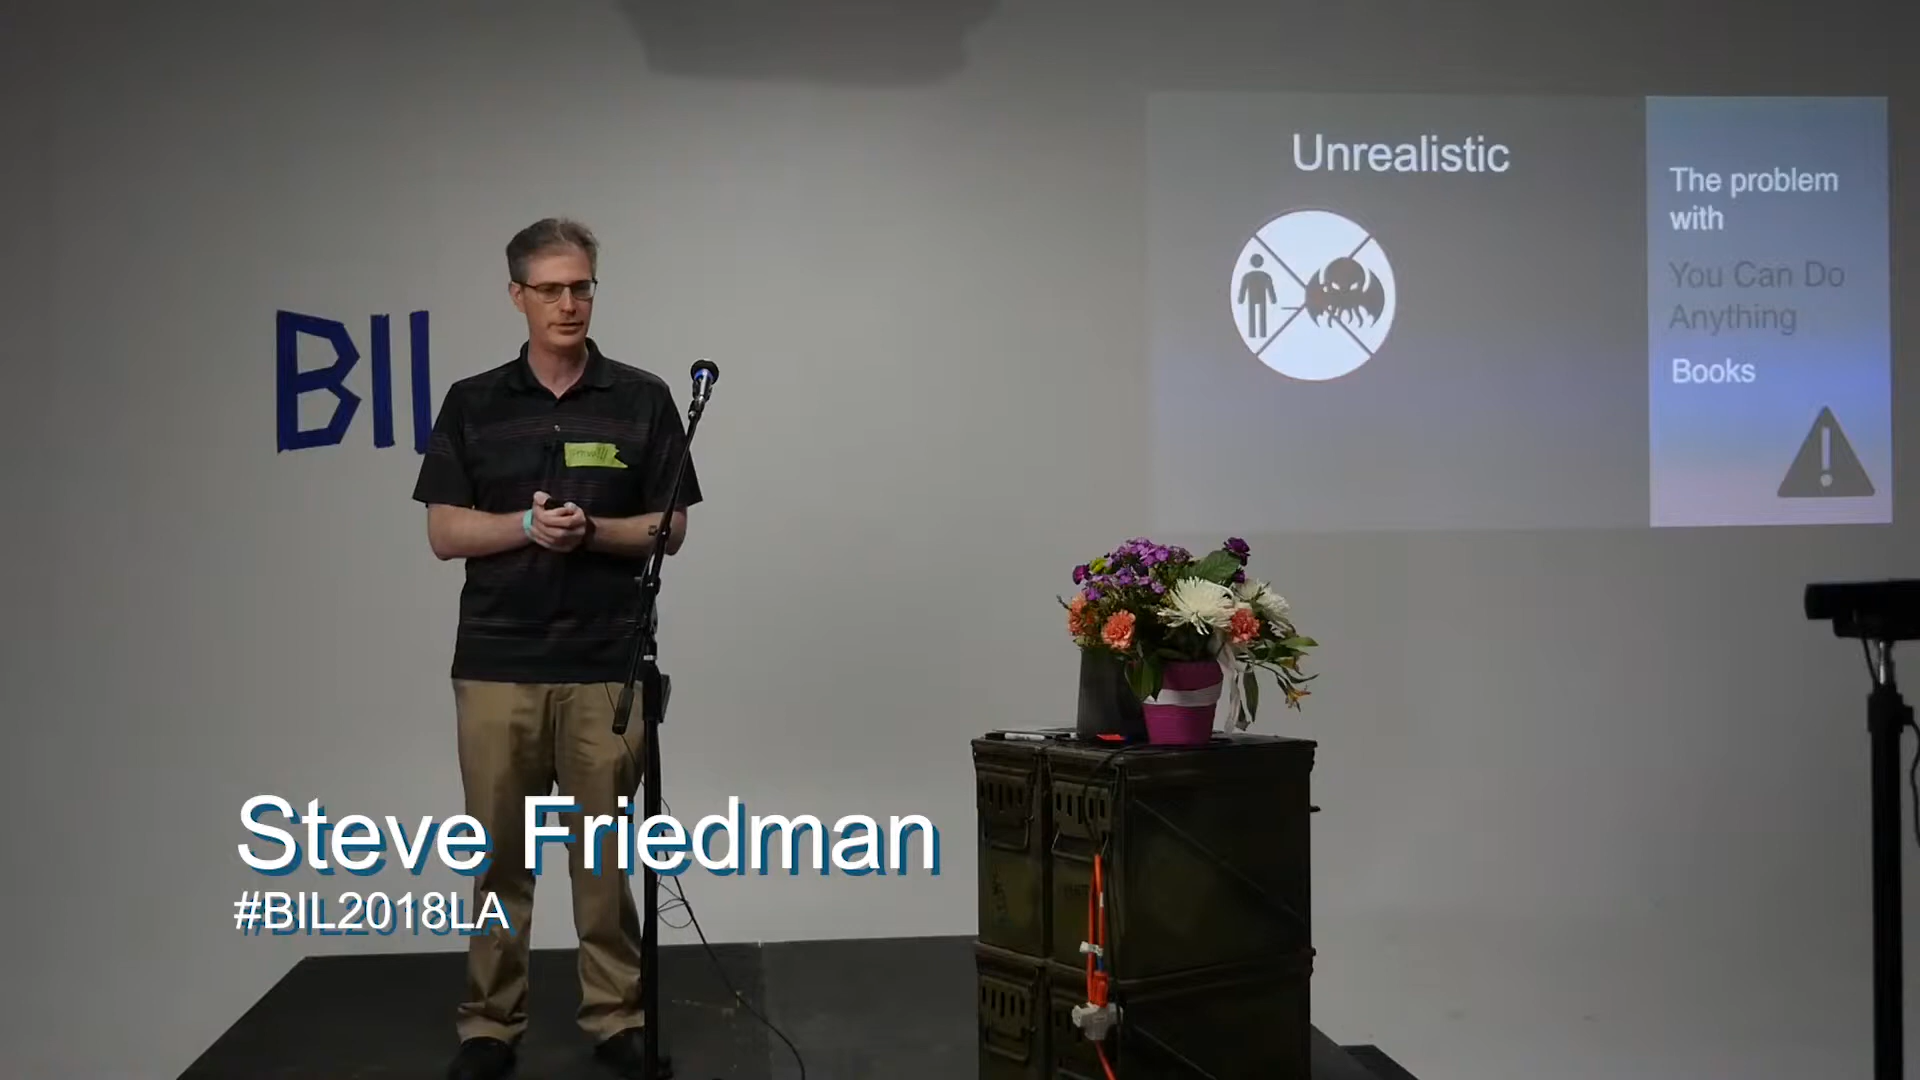 BIL
Unrealistic
The problem
with
You Can Do
Anything
Books
Steve Friedman
#BIL2018LA